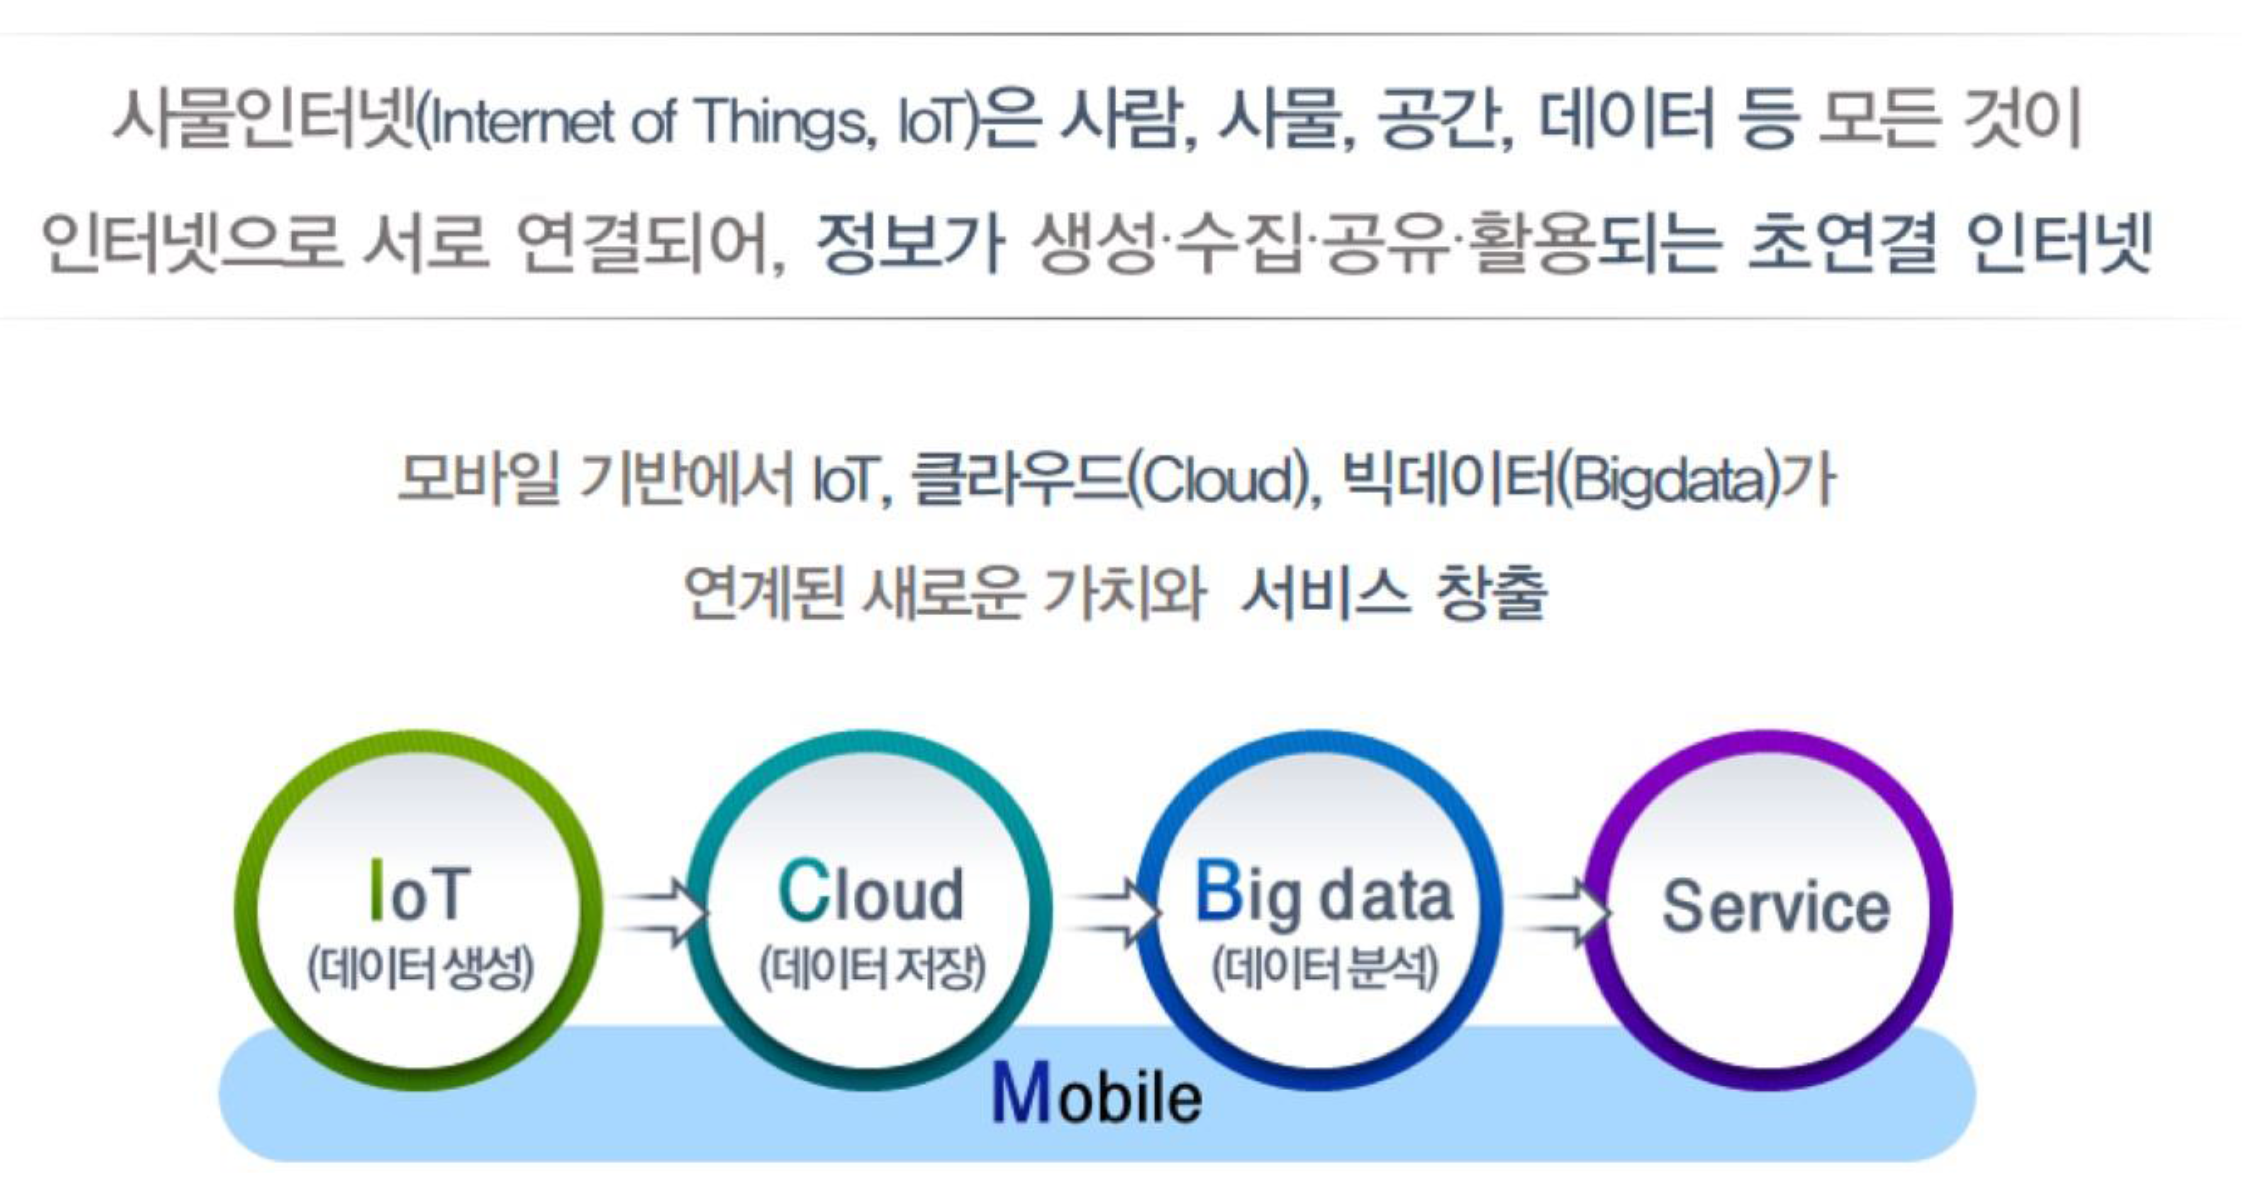 사물인터넷(Internet of Things, IoT)은 사람, 사물, 공간, 데이터 등 모든 것이
인터넷으로 서로 연결되어, 정보가 생성·수집·공유·활용되는 초연결 인터넷
모바일 기반에서 IoT, 클라우드(Cloud), 빅데이터(Bigdata)가
연계된 새로운 가치와 서비스 창출
IoT
(데이터 생성)
Cloud
(데이터 저장)
Big data
(데이터 분석)
Service
Mobile